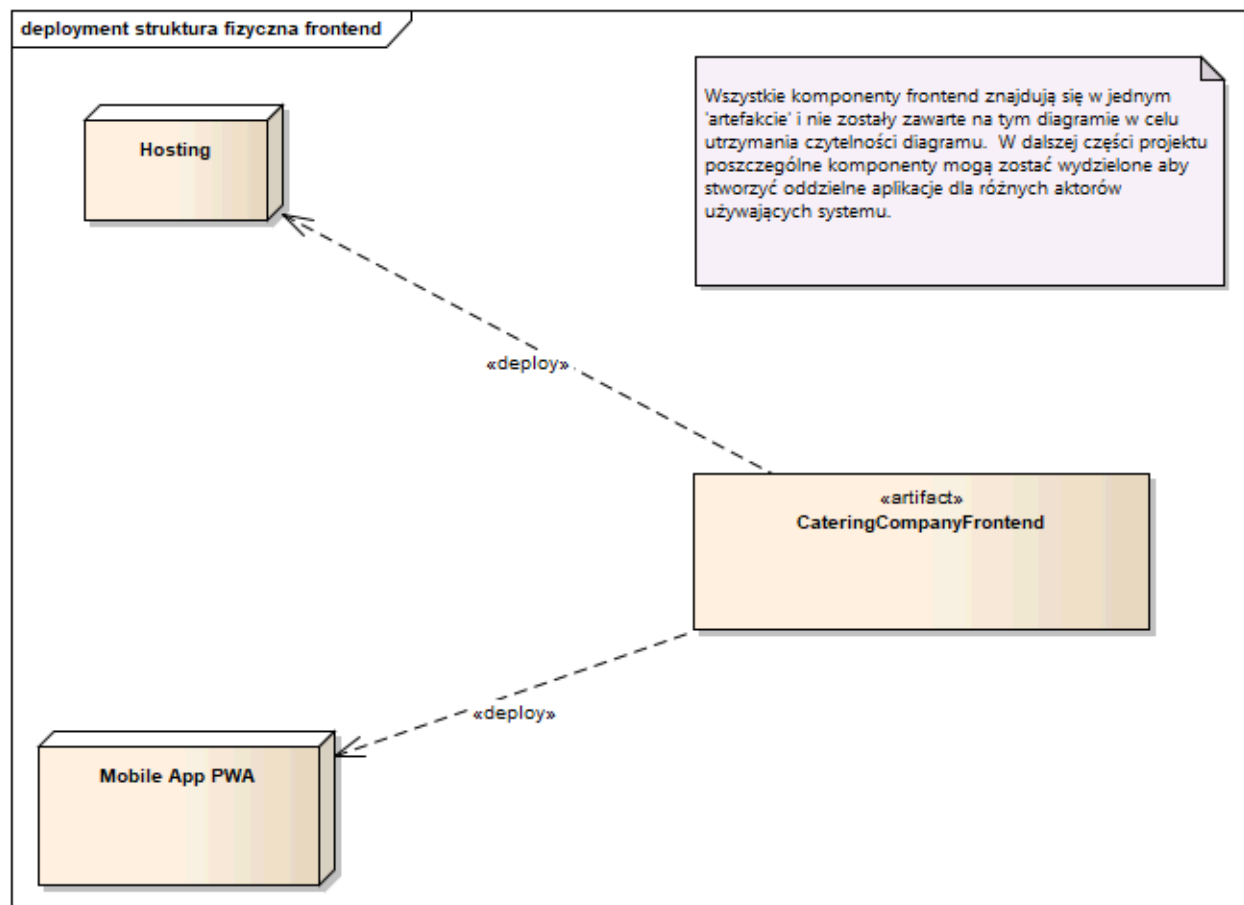 deployment struktura fizyczna frontend
Wszystkie komponenty frontend znajdują się w jednym
'artefakcie' i nie zostały zawarte na tym diagramie w celu
utrzymania czytelności diagramu.  W dalszej części projektu
poszczególne komponenty mogą zostać wydzielone aby
stworzyć oddzielne aplikacje dla różnych aktorów
używających systemu.
Hosting
«deploy»
«artifact»
CateringCompanyFrontend
«deploy»
Mobile App PWA